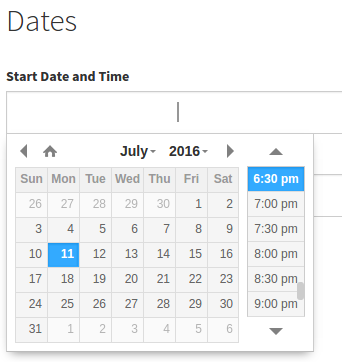 Dates
Start Date and Time
July 2016
Sun Mon Tue Wed Thu Fri Sat
26 27 28 29 30 1 2
3 4 5 6 7 8 9
10 11 12 13 14 15 16
17 18 19 20 21 22 23
24 25 26 27 28 29 30
31 1 2 3 4 5 6
6:30 pm
7:00 pm
7:30 pm
8:00 pm
8:30 pm
9:00 pm